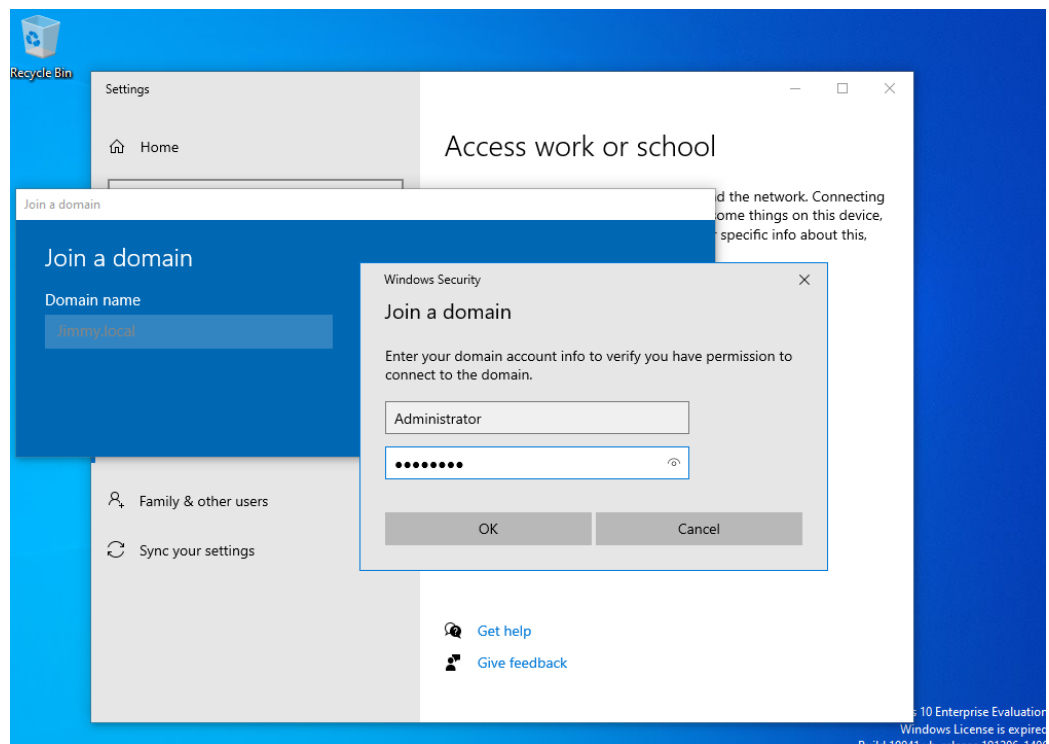 Recycle Bin
Settings
Home
Access work or school
d the network. Connecting
ome things on this device,
specific info about this,
Join a domain
Join a domain
Domain name
Jimmy.local
Windows Security
Join a domain
Enter your domain account info to verify you have permission to
connect to the domain.
Administrator
●●●●●●●●
OK
Cancel
Family & other users
Sync your settings
Get help
Give feedback
s 10 Enterprise Evaluation
Windows License is expired